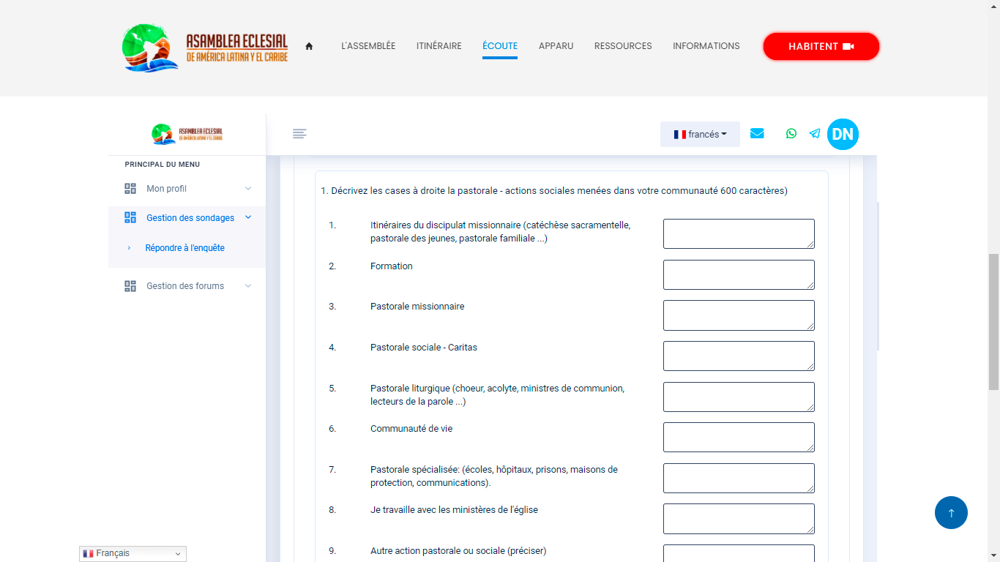 ASAMBLEA ECLESIAL
DE AMÉRICA LATINA Y EL CARIBE
L'ASSEMBLÉE ITINÉRAIRE ÉCOUTE APPARU RESSOURCES INFORMATIONS
HABITENT
ASAMBLEA ECLESIAL
DE AMÉRICA LATINA Y EL CARIBE
francés
DN
PRINCIPAL DU MENU
Mon profil
Gestion des sondages
Répondre à l'enquête
Gestion des forums
1. Décrivez les cases à droite la pastorale - actions sociales menées dans votre communauté 600 caractères)
1. Itinéraires du discipulat missionnaire (catéchèse sacramentelle,
pastorale des jeunes, pastorale familiale ...)
2. Formation
3. Pastorale missionnaire
4. Pastorale sociale - Caritas
5. Pastorale liturgique (choeur, acolyte, ministres de communion,
lecteurs de la parole ...)
6. Communauté de vie
7. Pastorale spécialisée: (écoles, hôpitaux, prisons, maisons de
protection, communications).
8. Je travaille avec les ministères de l'église
9. Autre action pastorale ou sociale (préciser)
Français